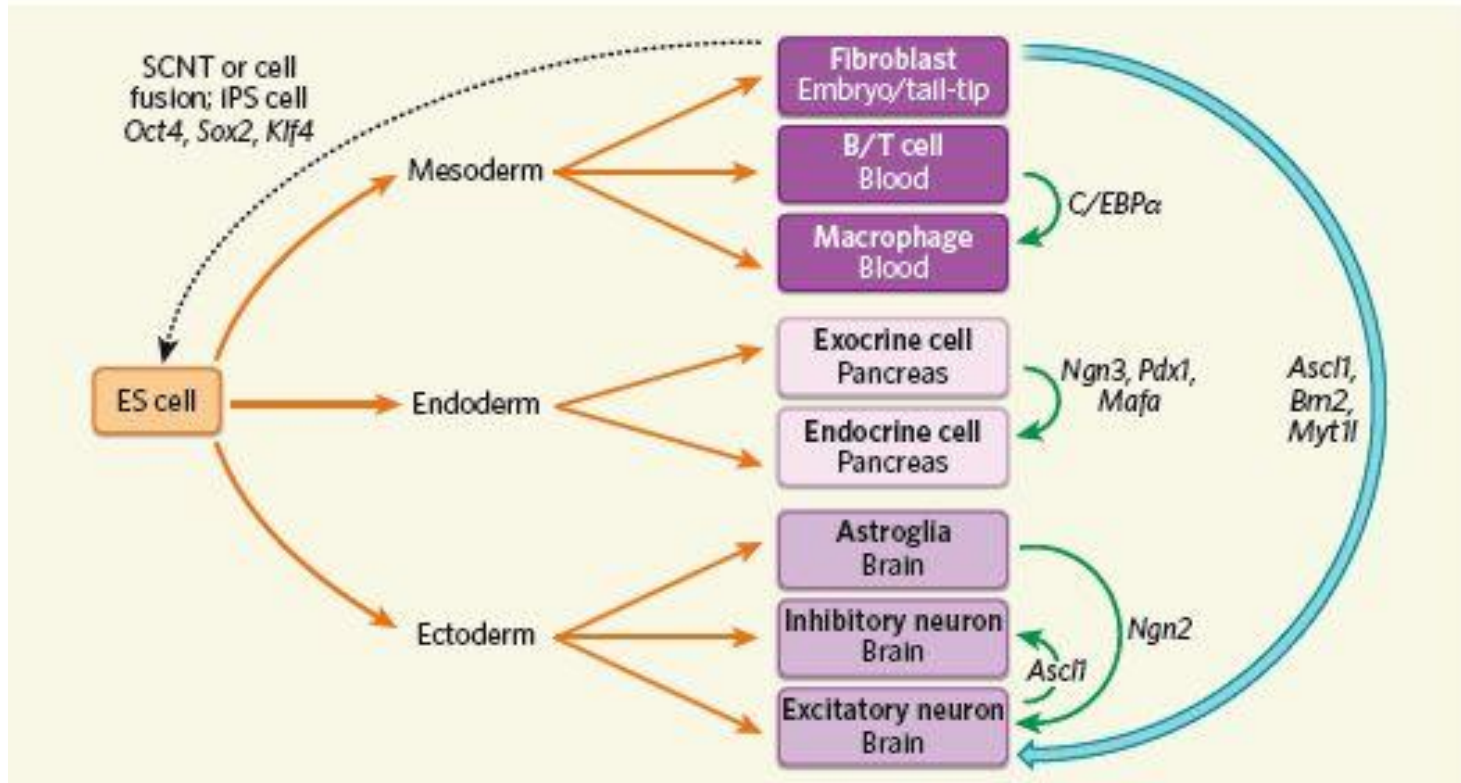 SCNT or cell
fusion; iPS cell
Oct4, Sox2, Klf4
Fibroblast
Embryo/tail-tip
B/T cell
Blood
Mesoderm
C/EBPα
Macrophage
Blood
Exocrine cell
Pancreas
Ngn3, Pdx1,
Mafa
Ascl1,
Brn2,
Myt1l
ES cell
Endoderm
Endocrine cell
Pancreas
Astroglia
Brain
Ectoderm
Inhibitory neuron
Brain
Ngn2
Ascl1
Excitatory neuron
Brain